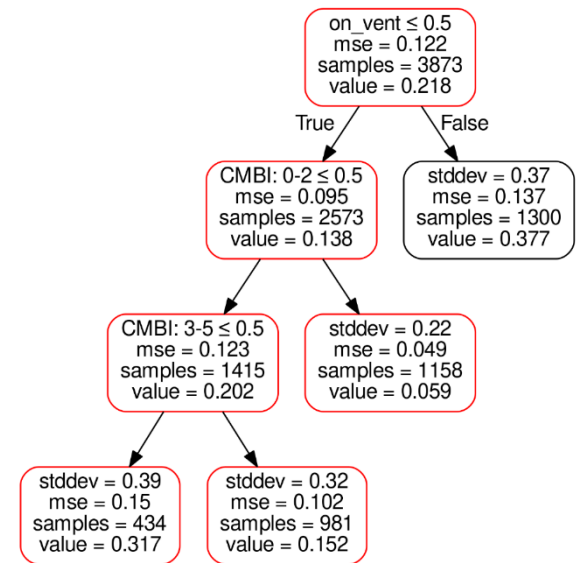 on_vent ≤ 0.5
mse = 0.122
samples = 3873
value = 0.218
True
False
CMBI: 0-2 ≤ 0.5
mse = 0.095
samples = 2573
value = 0.138
stddev = 0.37
mse = 0.137
samples = 1300
value = 0.377
CMBI: 3-5 ≤ 0.5
mse = 0.123
samples = 1415
value = 0.202
stddev = 0.22
mse = 0.049
samples = 1158
value = 0.059
stddev = 0.39
mse = 0.15
samples = 434
value = 0.317
stddev = 0.32
mse = 0.102
samples = 981
value = 0.152